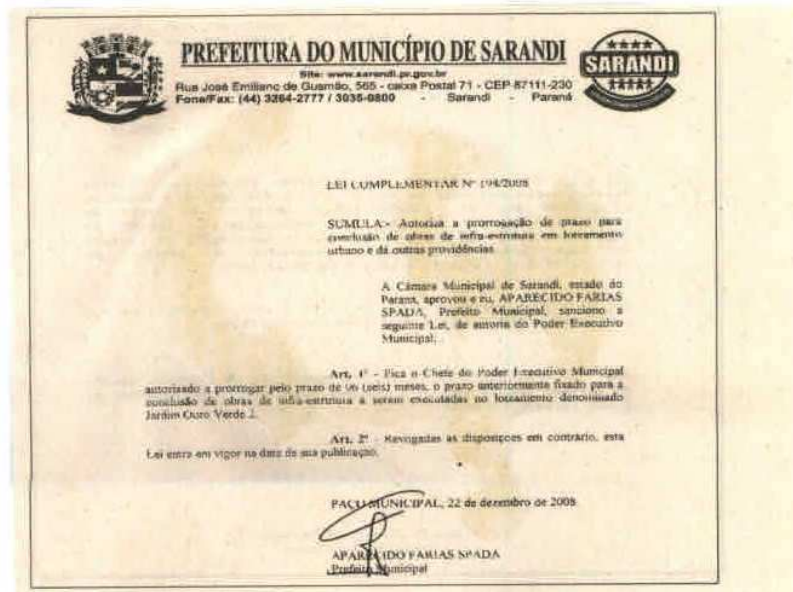 PREFEITURA DO MUNICÍPIO DE SARANDI
Site: www.sarandi.pr.gov.br
Rua José Emiliano de Gusmão, 565 - caixa Postal 71 - CEP 87111-230
Fone/Fax: (44) 3264-2777 / 3035-0800 - Sarandi - Paraná
SARANDI
LEI COMPLEMENTAR Nº 194/2008
SUMULA:- Autoriza a prorrogação de prazo para
conclusão de obras de infra-estrutura em loteamento
urbano e dá outras providências.
A Câmara Municipal de Sarandi, estado do
Paraná, aprovou e eu, APARECIDO FARIAS
SPADA, Prefeito Municipal, sanciono a
seguinte Lei, de autoria do Poder Executivo
Municipal.
Art. 1º - Fica o Chefe do Poder Executivo Municipal
autorizado a prorrogar pelo prazo de 06 (seis) meses, o prazo anteriormente fixado para a
conclusão de obras de infra-estrutura a serem executadas no loteamento denominado
Jardim Ouro Verde 2.
Art. 2º - Revogadas as disposições em contrário, esta
Lei entra em vigor na data de sua publicação.
PAÇO MUNICIPAL, 22 de dezembro de 2008
APARECIDO FARIAS SPADA
Prefeito Municipal